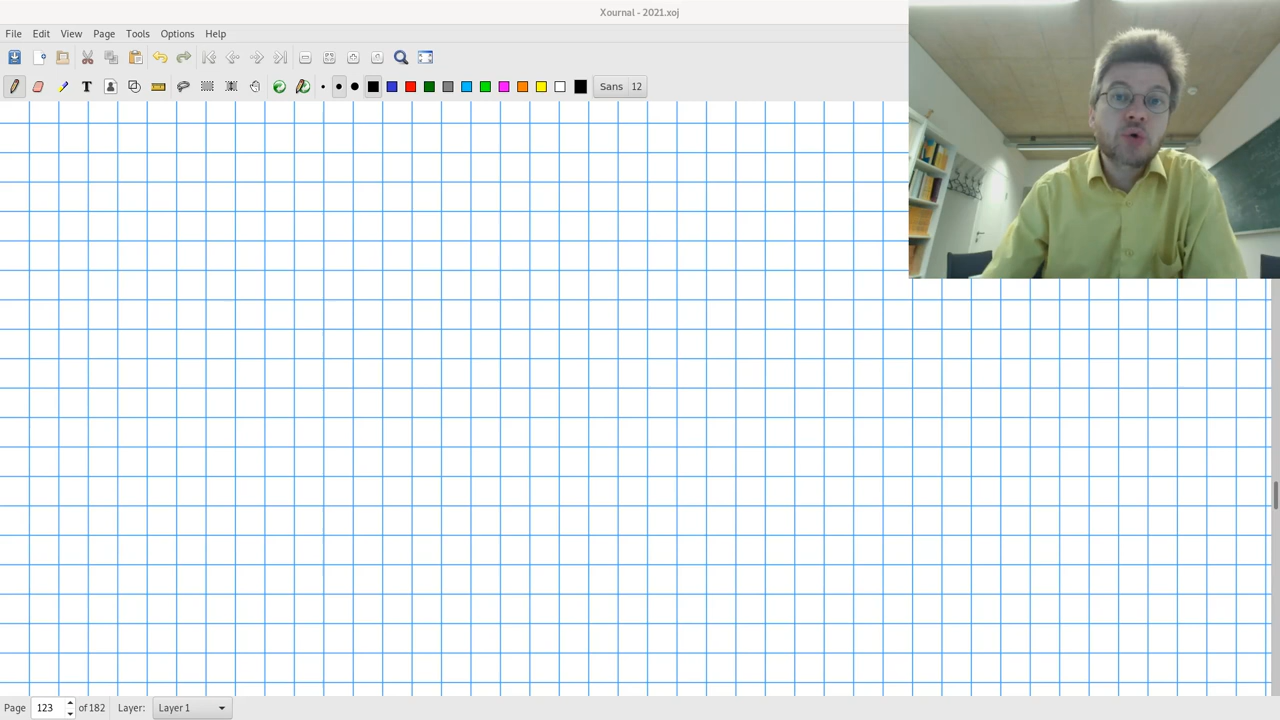 Xournal - 2021.xoj
File Edit View Page Tools Options Help
Sans 12
Page 123 of 182 Layer: Layer 1